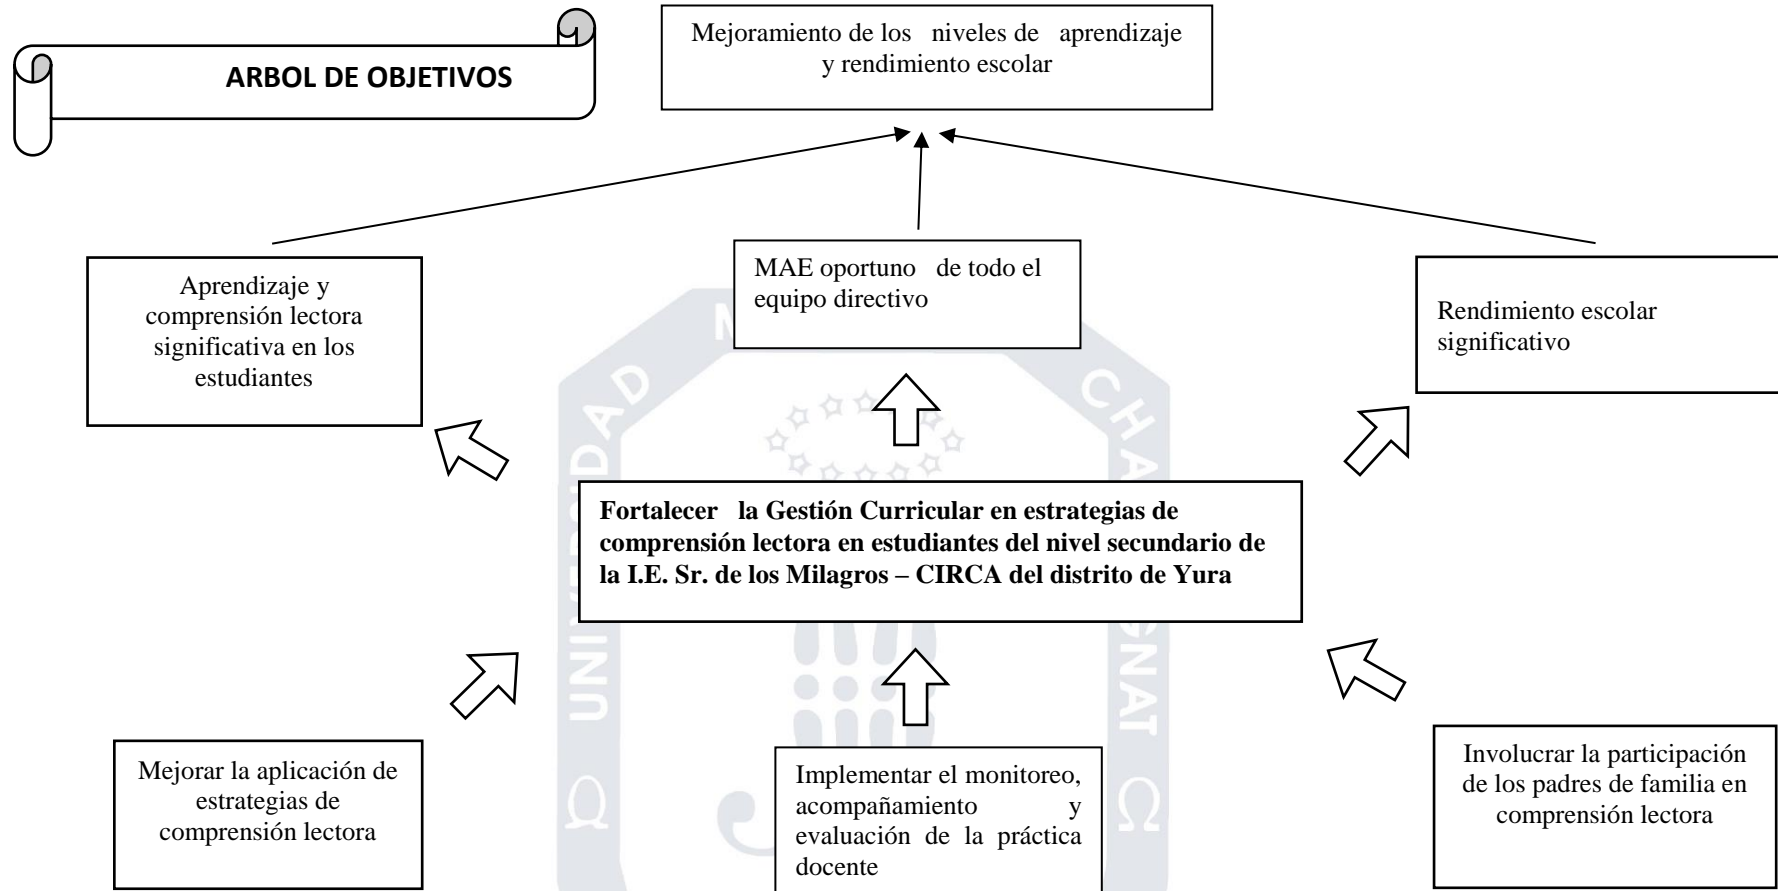 ARBOL DE OBJETIVOS
Mejoramiento de los niveles de aprendizaje
y rendimiento escolar
Aprendizaje y
comprensión lectora
significativa en los
estudiantes
MAE oportuno de todo el
equipo directivo
Rendimiento escolar
significativo
Fortalecer la Gestión Curricular en estrategias de
comprensión lectora en estudiantes del nivel secundario de
la I.E. Sr. de los Milagros – CIRCA del distrito de Yura
Mejorar la aplicación de
estrategias de
comprensión lectora
Implementar el monitoreo,
acompañamiento y
evaluación de la práctica
docente
Involucrar la participación
de los padres de familia en
comprensión lectora